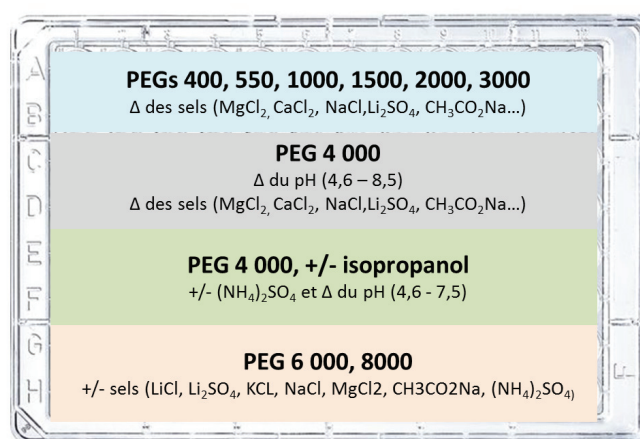 PEGs 400, 550, 1000, 1500, 2000, 3000
Δ des sels (MgCl₂, CaCl₂, NaCl,Li₂SO₄, CH₃CO₂Na...)
PEG 4 000
Δ du pH (4,6 – 8,5)
Δ des sels (MgCl₂, CaCl₂, NaCl,Li₂SO₄, CH₃CO₂Na...)
PEG 4 000, +/- isopropanol
+/- (NH₄)₂SO₄ et Δ du pH (4,6 - 7,5)
PEG 6 000, 8000
+/- sels (LiCl, Li₂SO₄, KCL, NaCl, MgCl2, CH3CO2Na, (NH₄)₂SO₄)
A
B
C
D
E
F
G
H